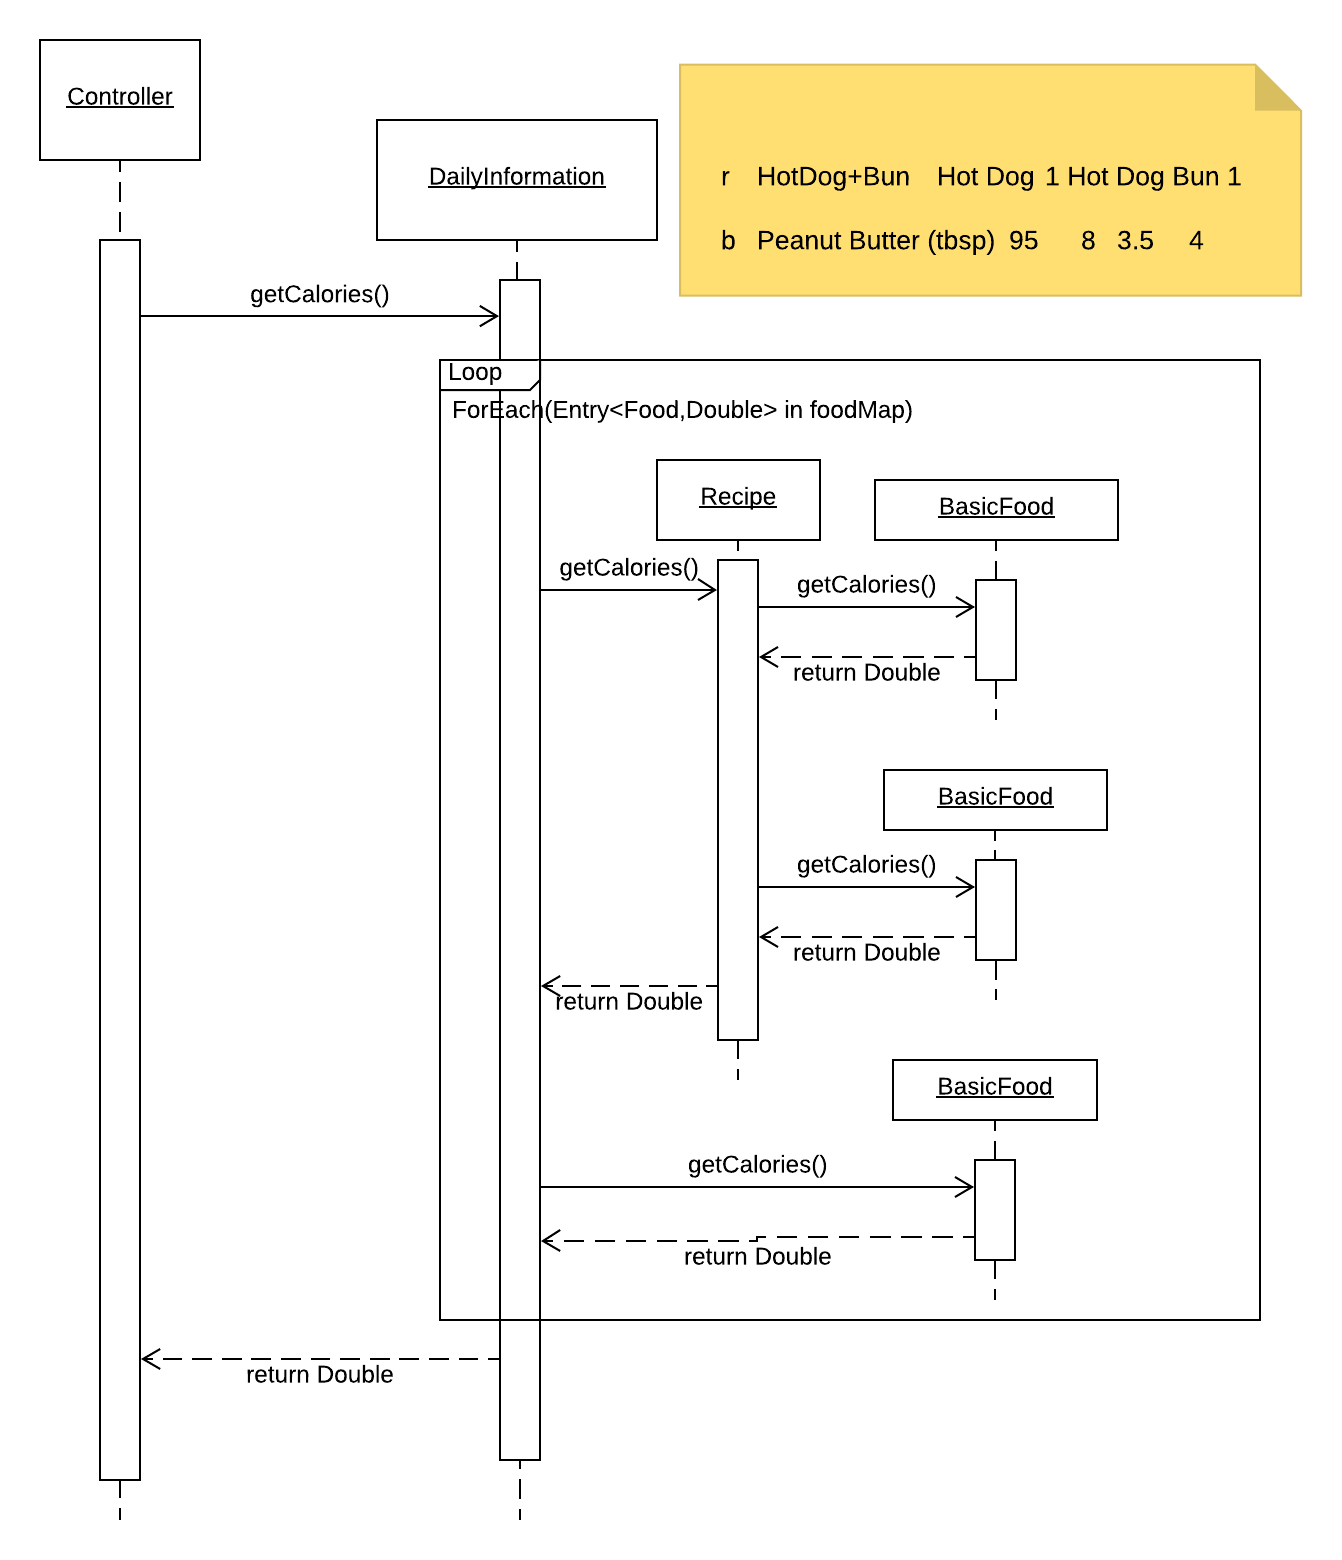 Controller
DailyInformation
r HotDog+Bun Hot Dog 1 Hot Dog Bun 1
b Peanut Butter (tbsp) 95 8 3.5 4
getCalories()
Loop
ForEach(Entry<Food,Double> in foodMap)
Recipe
BasicFood
getCalories()
getCalories()
return Double
BasicFood
getCalories()
return Double
return Double
BasicFood
getCalories()
return Double
return Double